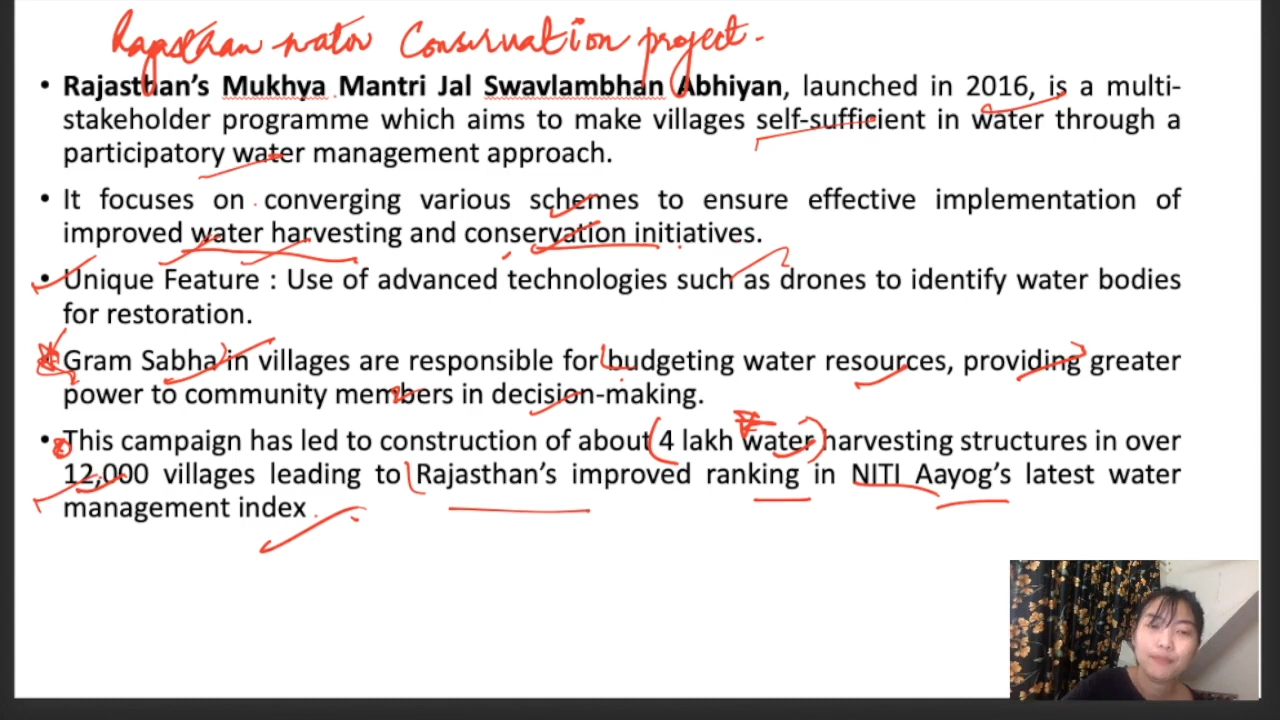 Rajasthan water Conservation project.
• Rajasthan’s Mukhya Mantri Jal Swavlambhan Abhiyan, launched in 2016, is a multi-
stakeholder programme which aims to make villages self-sufficient in water through a
participatory water management approach.
• It focuses on converging various schemes to ensure effective implementation of
improved water harvesting and conservation initiatives.
• Unique Feature : Use of advanced technologies such as drones to identify water bodies
for restoration.
• Gram Sabha in villages are responsible for budgeting water resources, providing greater
power to community members in decision-making.
• This campaign has led to construction of about 4 lakh water harvesting structures in over
12,000 villages leading to Rajasthan’s improved ranking in NITI Aayog’s latest water
management index